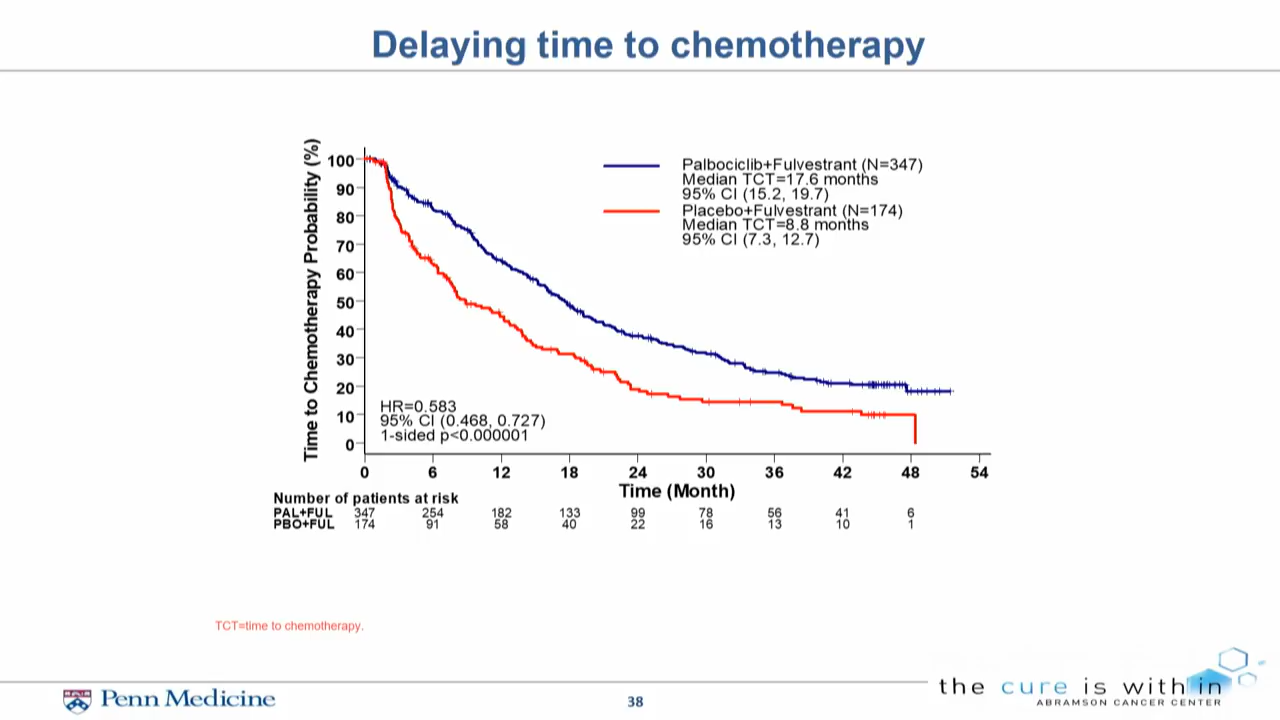 Delaying time to chemotherapy
Time to Chemotherapy Probability (%)
100
90
80
70
60
50
40
30
20
10
0
Palbociclib+Fulvestrant (N=347)
Median TCT=17.6 months
95% CI (15.2, 19.7)
Placebo+Fulvestrant (N=174)
Median TCT=8.8 months
95% CI (7.3, 12.7)
HR=0.583
95% CI (0.468, 0.727)
1-sided p<0.000001
0 6 12 18 24 30 36 42 48 54
Time (Month)
Number of patients at risk
PAL+FUL 347 254 182 133 99 78 56 41 6
PBO+FUL 174 91 58 40 22 16 13 10 1
TCT=time to chemotherapy.
Penn Medicine
38
the cure is within
ABRAMSON CANCER CENTER